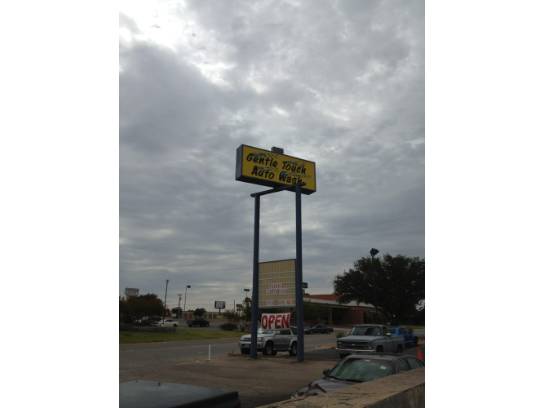 Gentle Touch
Auto Wash
OPEN